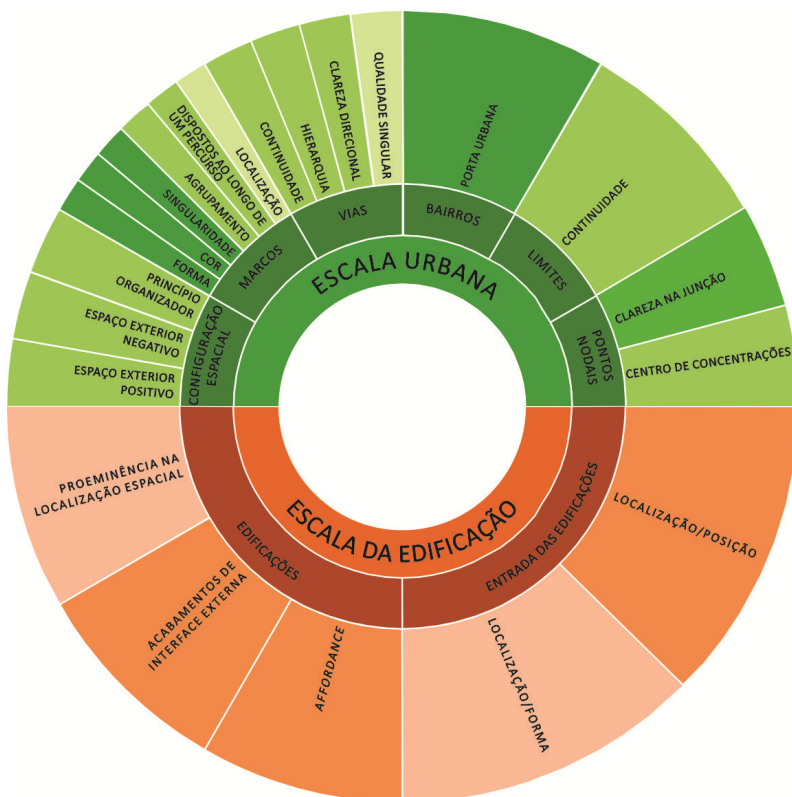 ESCALA URBANA
CONFIGURAÇÃO
ESPACIAL
ESPAÇO EXTERIOR
POSITIVO
ESPAÇO EXTERIOR
NEGATIVO
PRINCÍPIO
ORGANIZADOR
MARCOS
FORMA
COR
SINGULARIDADE
AGRUPAMENTO
DISPOSTOS AO LONGO DE
UM PERCURSO
LOCALIZAÇÃO
VIAS
CONTINUIDADE
HIERARQUIA
CLAREZA DIRECIONAL
QUALIDADE SINGULAR
BAIRROS
PORTA URBANA
LIMITES
CONTINUIDADE
PONTOS
NODAIS
CLAREZA NA JUNÇÃO
CENTRO DE CONCENTRAÇÕES
ESCALA DA EDIFICAÇÃO
ENTRADA DAS EDIFICAÇÕES
LOCALIZAÇÃO/POSIÇÃO
LOCALIZAÇÃO/FORMA
EDIFICAÇÕES
AFFORDANCE
ACABAMENTOS DE
INTERFACE EXTERNA
PROEMINÊNCIA NA
LOCALIZAÇÃO ESPACIAL